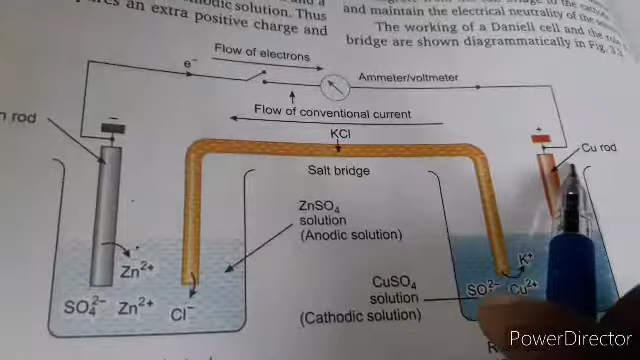 anodic solution. Thus
an extra positive charge and
and maintain the electrical neutrality of the
The working of a Daniell cell and the
bridge are shown diagrammatically in Fig. 3.3
Flow of electrons
e⁻
Ammeter/voltmeter
Flow of conventional current
KCl
rod
−
+
Cu rod
Salt bridge
ZnSO₄
solution
(Anodic solution)
Zn²⁺
K⁺
CuSO₄
solution
(Cathodic solution)
SO₄²⁻ Zn²⁺ Cl⁻
Cu²⁺
PowerDirector